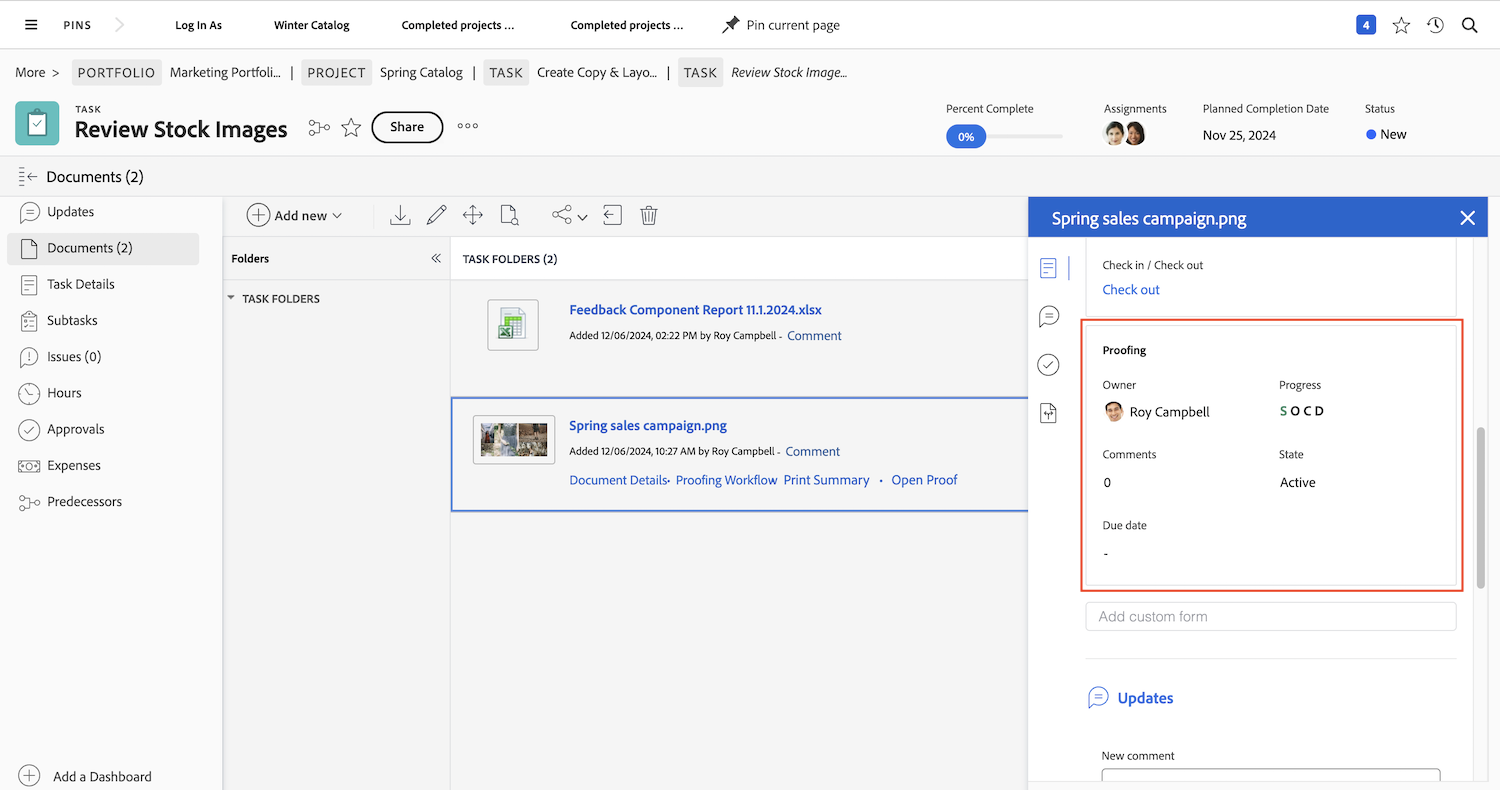 PINS Log In As Winter Catalog Completed projects ... Completed projects ... Pin current page 4
More > PORTFOLIO Marketing Portfoli... | PROJECT Spring Catalog | TASK Create Copy & Layo... | TASK Review Stock Image...
TASK
Review Stock Images Share
Percent Complete Assignments Planned Completion Date Status
0% Nov 25, 2024 New
Documents (2)
Updates
Documents (2)
Task Details
Subtasks
Issues (0)
Hours
Approvals
Expenses
Predecessors
Add a Dashboard
Add new
Folders
TASK FOLDERS
TASK FOLDERS (2)
Feedback Component Report 11.1.2024.xlsx
Added 12/06/2024, 02:22 PM by Roy Campbell - Comment
Spring sales campaign.png
Added 12/06/2024, 10:27 AM by Roy Campbell - Comment
Document Details• Proofing Workflow Print Summary • Open Proof
Spring sales campaign.png
Check in / Check out
Check out
Proofing
Owner Progress
Roy Campbell S O C D
Comments State
0 Active
Due date
-
Add custom form
Updates
New comment